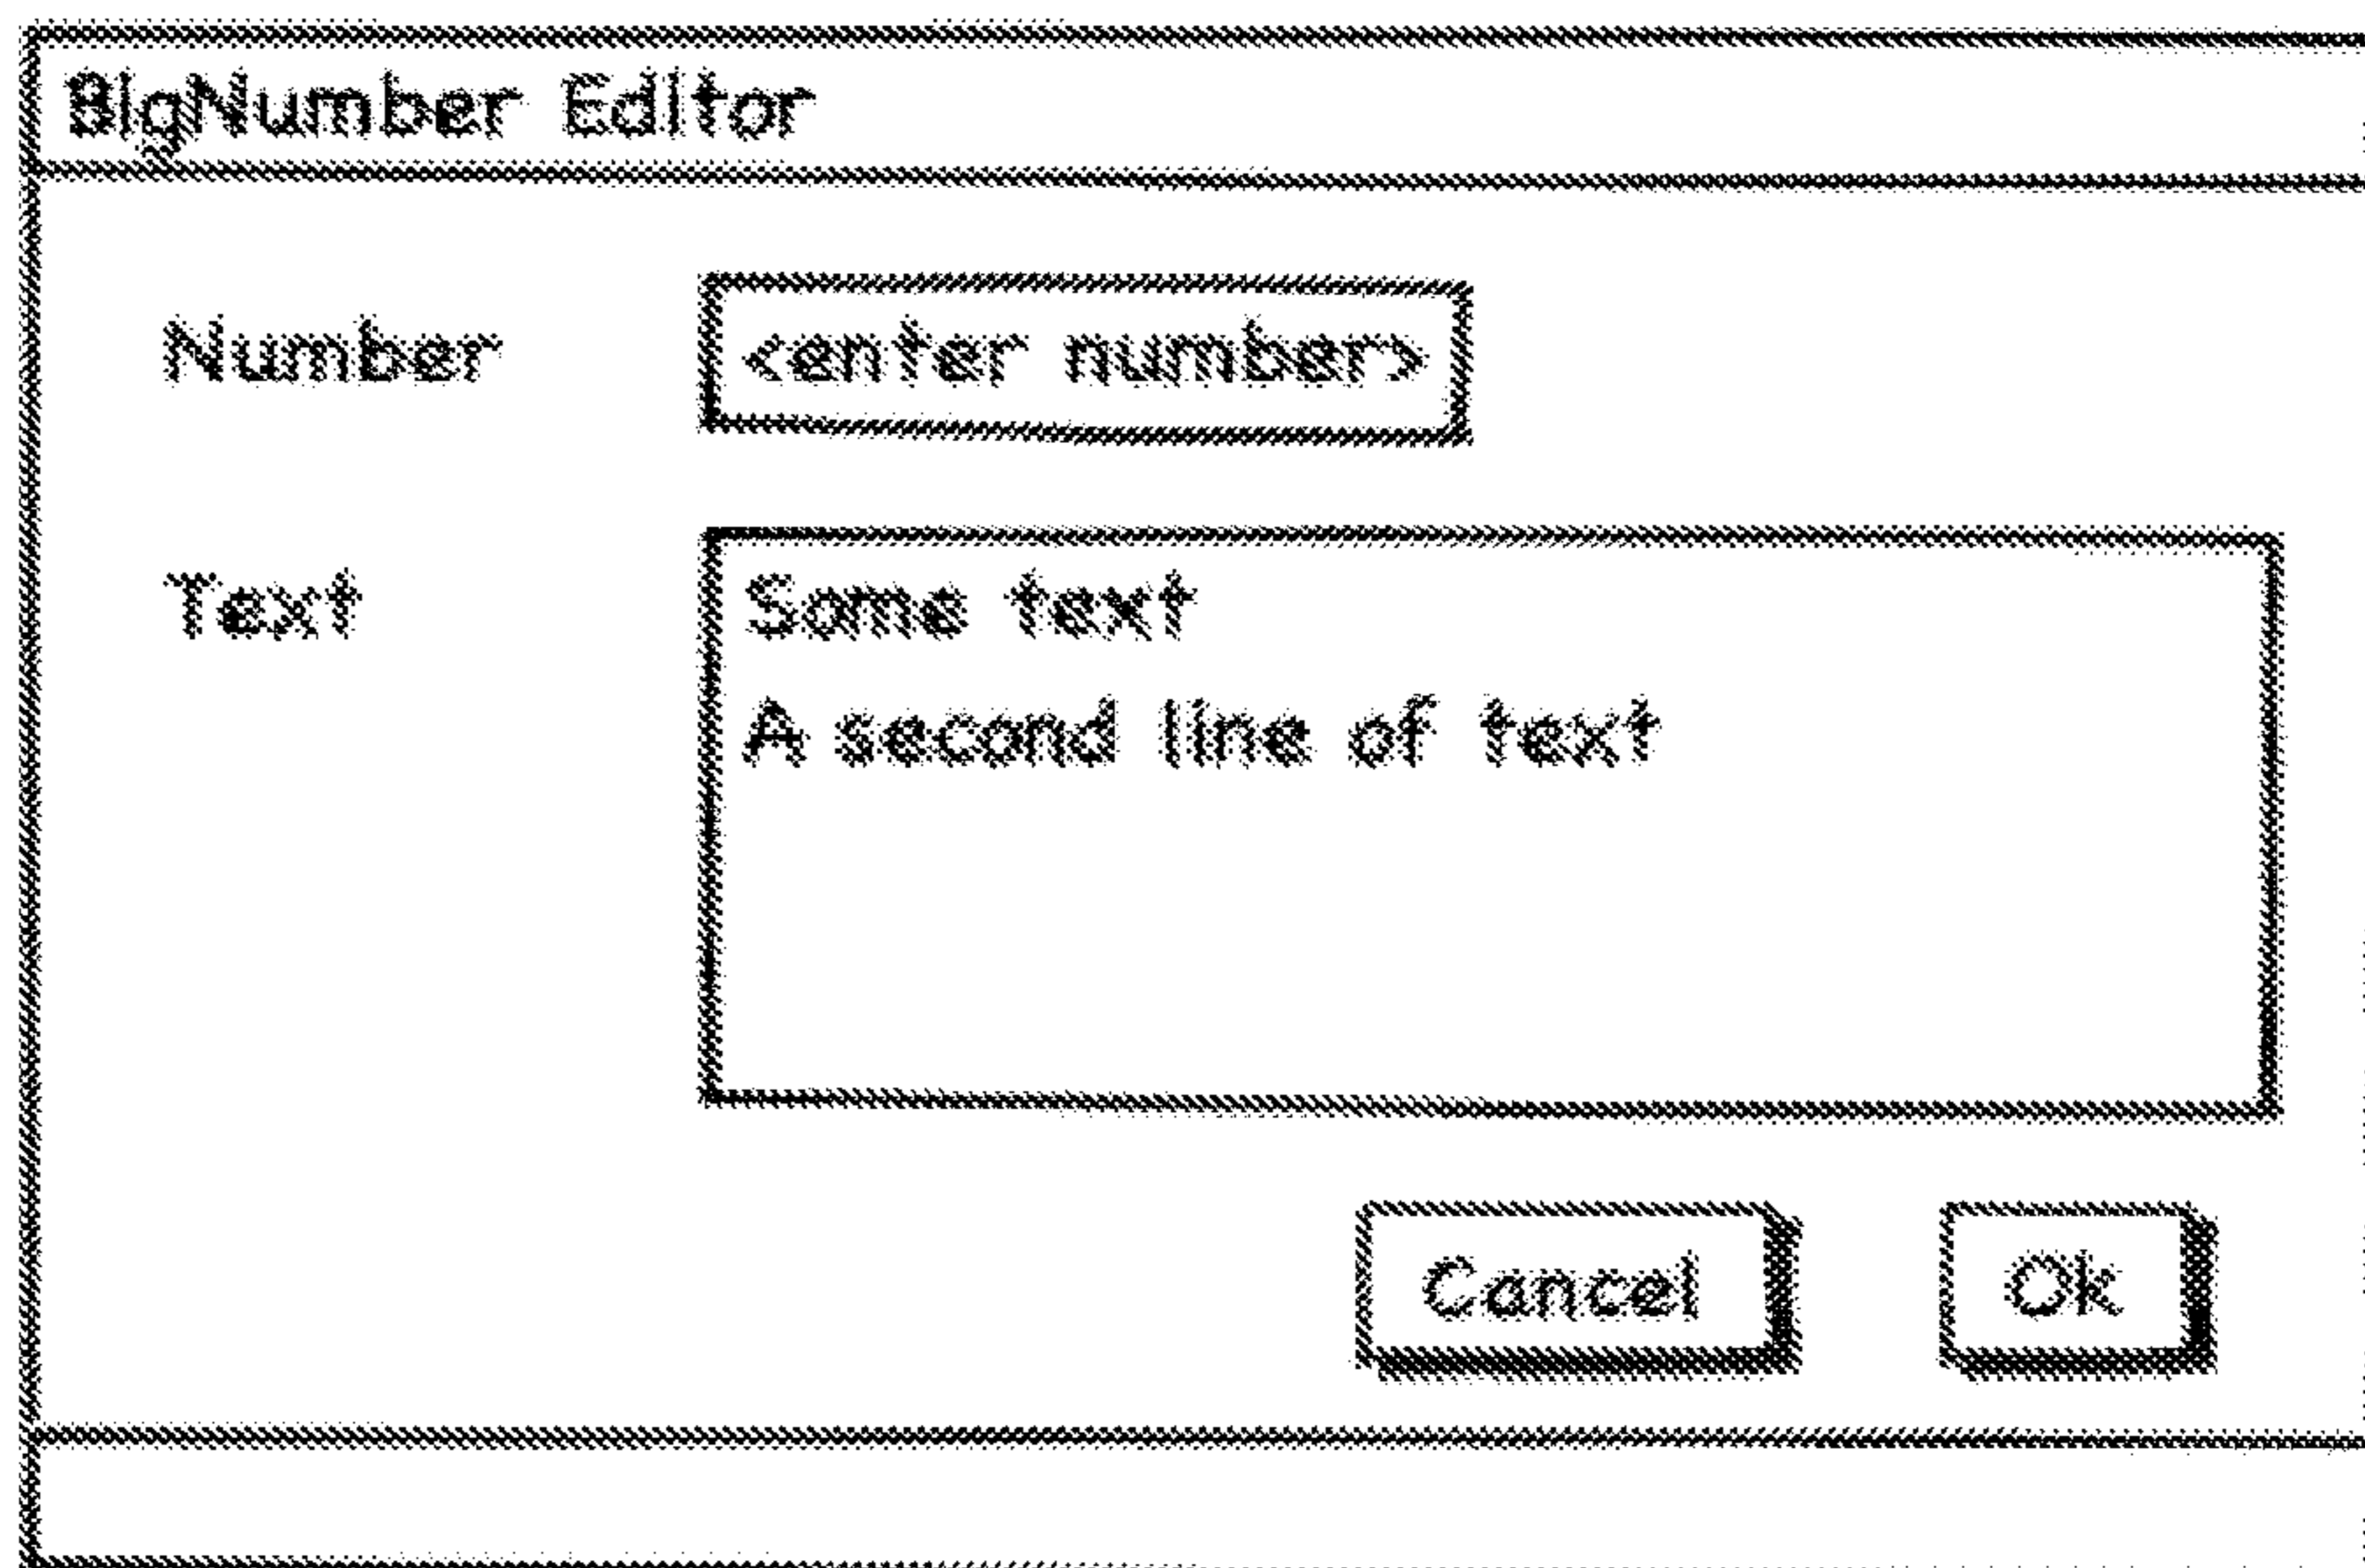 BigNumber Editor
Number <enter number>
Text Some text
A second line of text
Cancel Ok